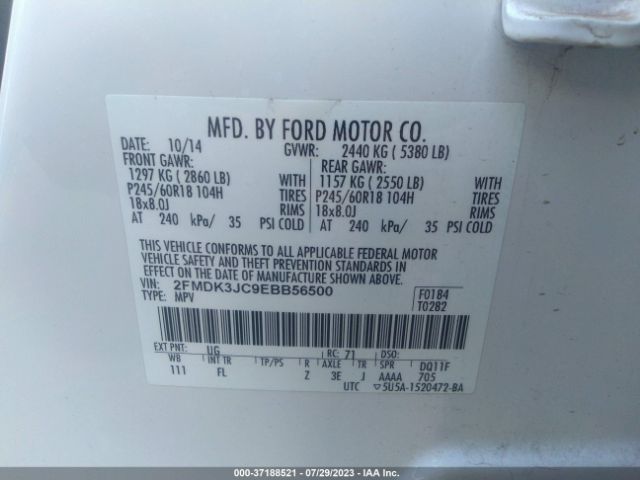 MFD. BY FORD MOTOR CO.
DATE: 10/14 GVWR: 2440 KG ( 5380 LB)
FRONT GAWR: REAR GAWR:
1297 KG ( 2860 LB) WITH 1157 KG ( 2550 LB) WITH
P245/60R18 104H TIRES P245/60R18 104H TIRES
18x8.0J RIMS 18x8.0J RIMS
AT 240 kPa/ 35 PSI COLD AT 240 kPa/ 35 PSI COLD
THIS VEHICLE CONFORMS TO ALL APPLICABLE FEDERAL MOTOR
VEHICLE SAFETY AND THEFT PREVENTION STANDARDS IN
EFFECT ON THE DATE OF MANUFACTURE SHOWN ABOVE.
VIN: 2FMDK3JC9EBB56500 F0184
TYPE: MPV T0282
EXT PNT: UG RC: 71 DSO:
WB INT TR TP/PS R AXLE TR SPR DQ11F
111 FL Z 3E J AAAA 705
UTC ▽5U5A-1520472-BA
000-37188521 / 07/29/2023 / IAA Inc.